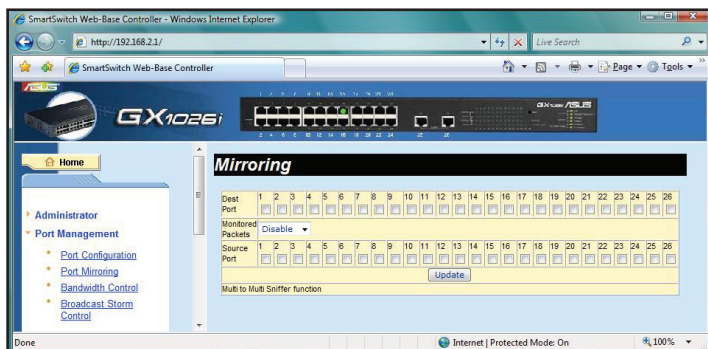 SmartSwitch Web-Base Controller - Windows Internet Explorer
http://192.168.2.1/
Live Search
SmartSwitch Web-Base Controller
Page
Tools
ASUS
GX1026i
ASUS
Home
Administrator
Port Management
Port Configuration
Port Mirroring
Bandwidth Control
Broadcast Storm
Control
Mirroring
Dest
Port
1 2 3 4 5 6 7 8 9 10 11 12 13 14 15 16 17 18 19 20 21 22 23 24 25 26
Monitored
Packets
Disable
Source
Port
1 2 3 4 5 6 7 8 9 10 11 12 13 14 15 16 17 18 19 20 21 22 23 24 25 26
Update
Multi to Multi Sniffer function
Done
Internet | Protected Mode: On
100%